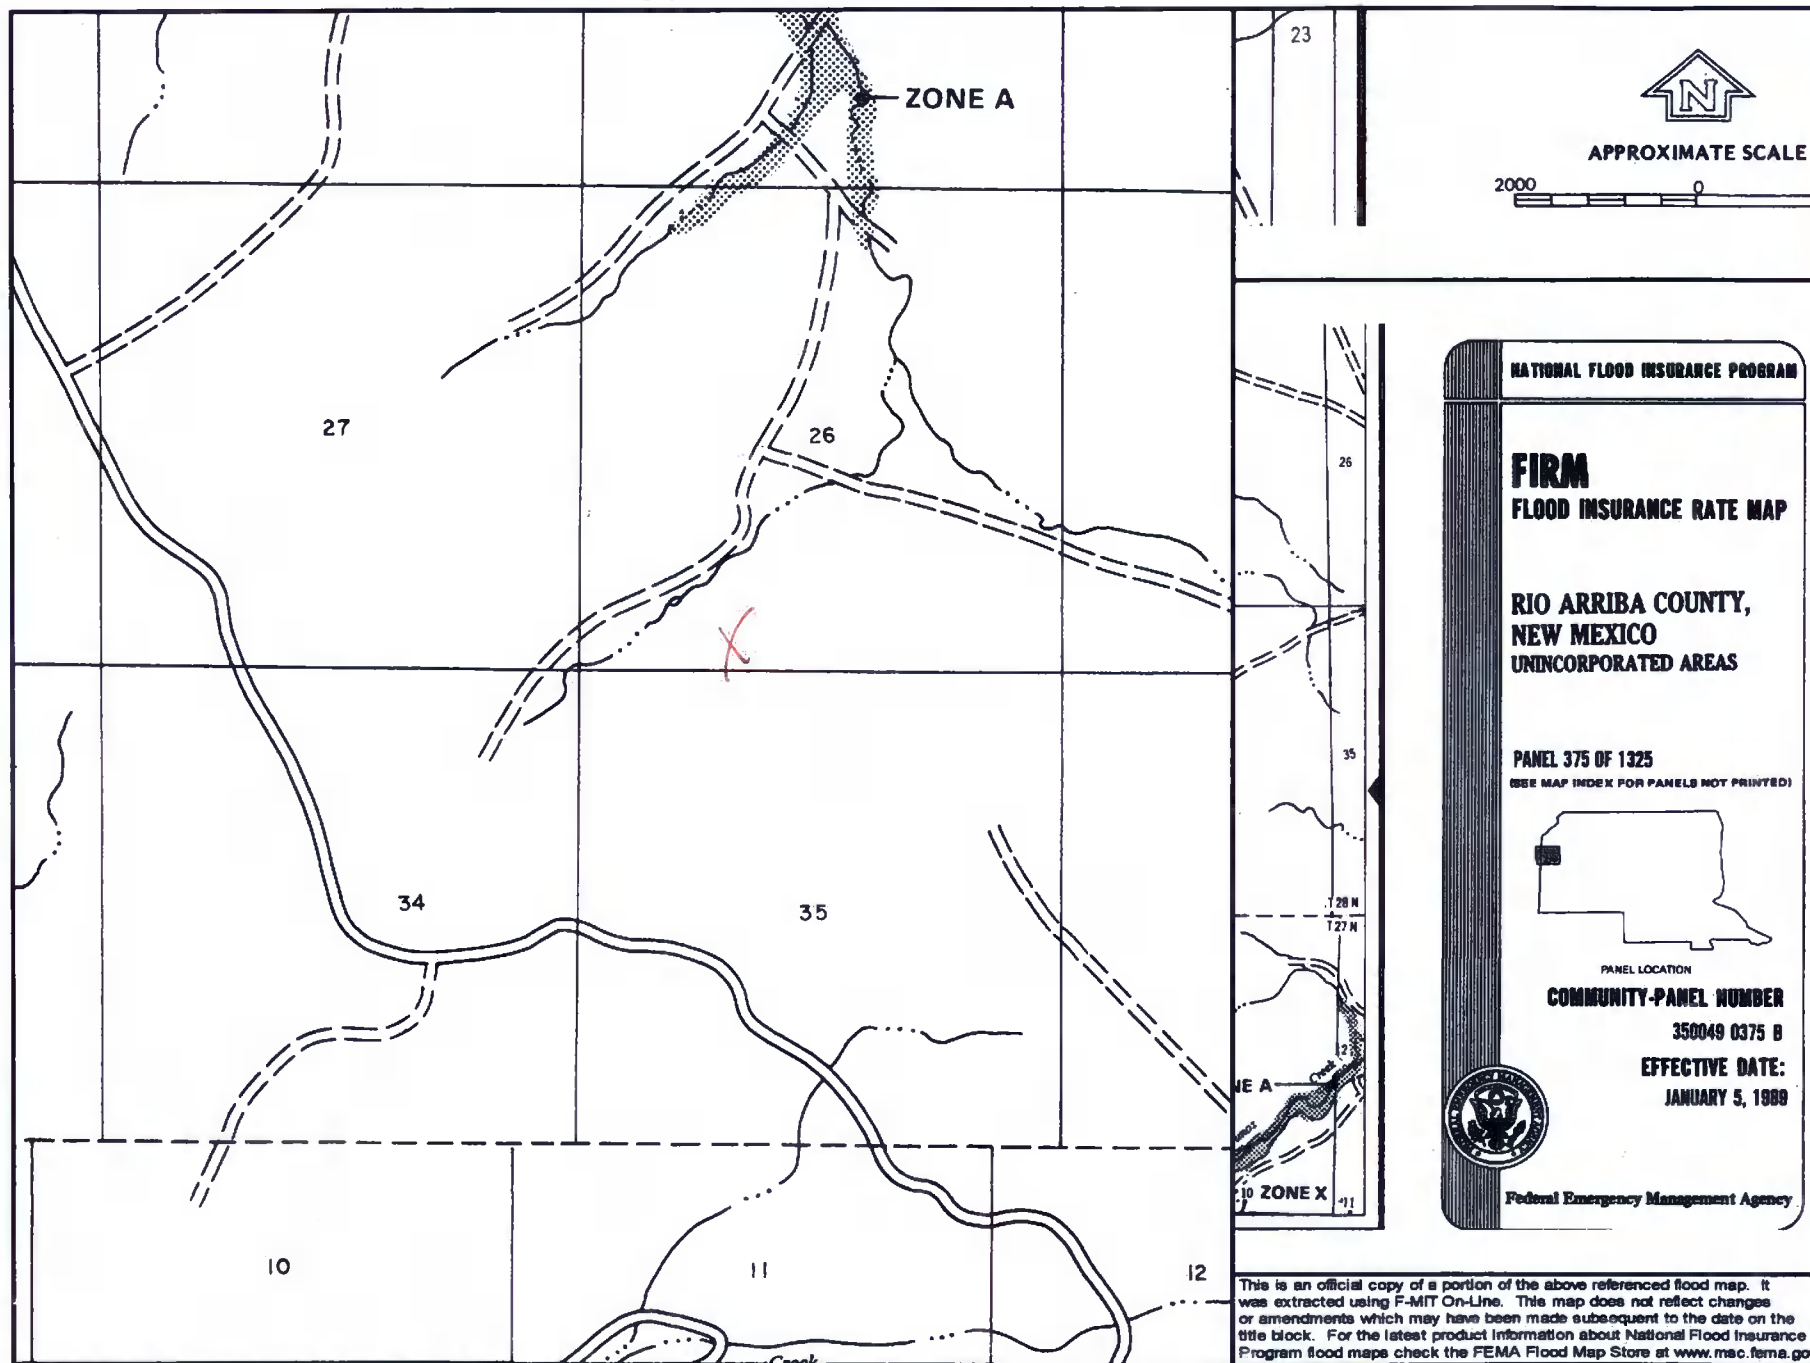 ZONE A
27
26
34
35
10
11
12
Creek
23
26
35
T 28 N
T 27 N
12
Creek
NE A
10 ZONE X
11
N
APPROXIMATE SCALE
2000 0
NATIONAL FLOOD INSURANCE PROGRAM
FIRM
FLOOD INSURANCE RATE MAP
RIO ARRIBA COUNTY,
NEW MEXICO
UNINCORPORATED AREAS
PANEL 375 OF 1325
(SEE MAP INDEX FOR PANELS NOT PRINTED)
PANEL LOCATION
COMMUNITY-PANEL NUMBER
350049 0375 B
EFFECTIVE DATE:
JANUARY 5, 1989
Federal Emergency Management Agency
This is an official copy of a portion of the above referenced flood map. It
was extracted using F-MIT On-Line. This map does not reflect changes
or amendments which may have been made subsequent to the date on the
title block. For the latest product information about National Flood Insurance
Program flood maps check the FEMA Flood Map Store at www.msc.fema.go